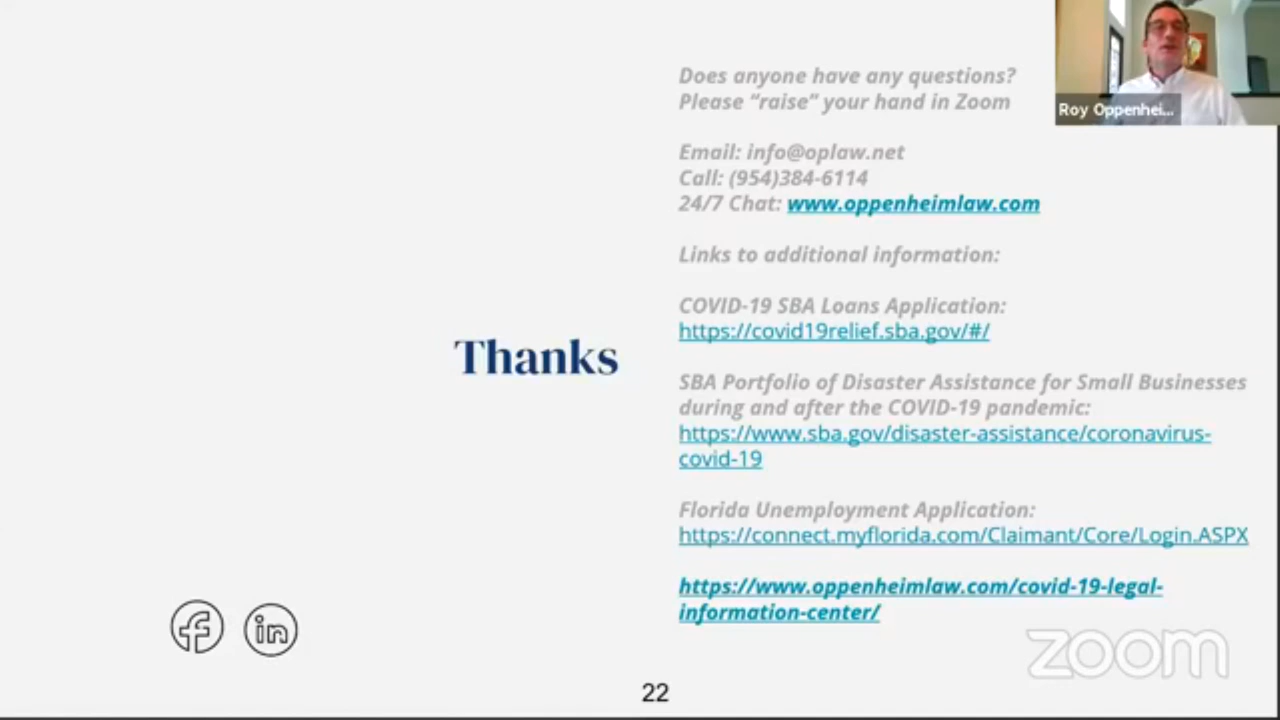 Does anyone have any questions?
Please “raise” your hand in Zoom
Roy Oppenhei...
Email: info@oplaw.net
Call: (954)384-6114
24/7 Chat: www.oppenheimlaw.com
Links to additional information:
COVID-19 SBA Loans Application:
https://covid19relief.sba.gov/#/
Thanks
SBA Portfolio of Disaster Assistance for Small Businesses
during and after the COVID-19 pandemic:
https://www.sba.gov/disaster-assistance/coronavirus-
covid-19
Florida Unemployment Application:
https://connect.myflorida.com/Claimant/Core/Login.ASPX
https://www.oppenheimlaw.com/covid-19-legal-
information-center/
f
in
zoom
22